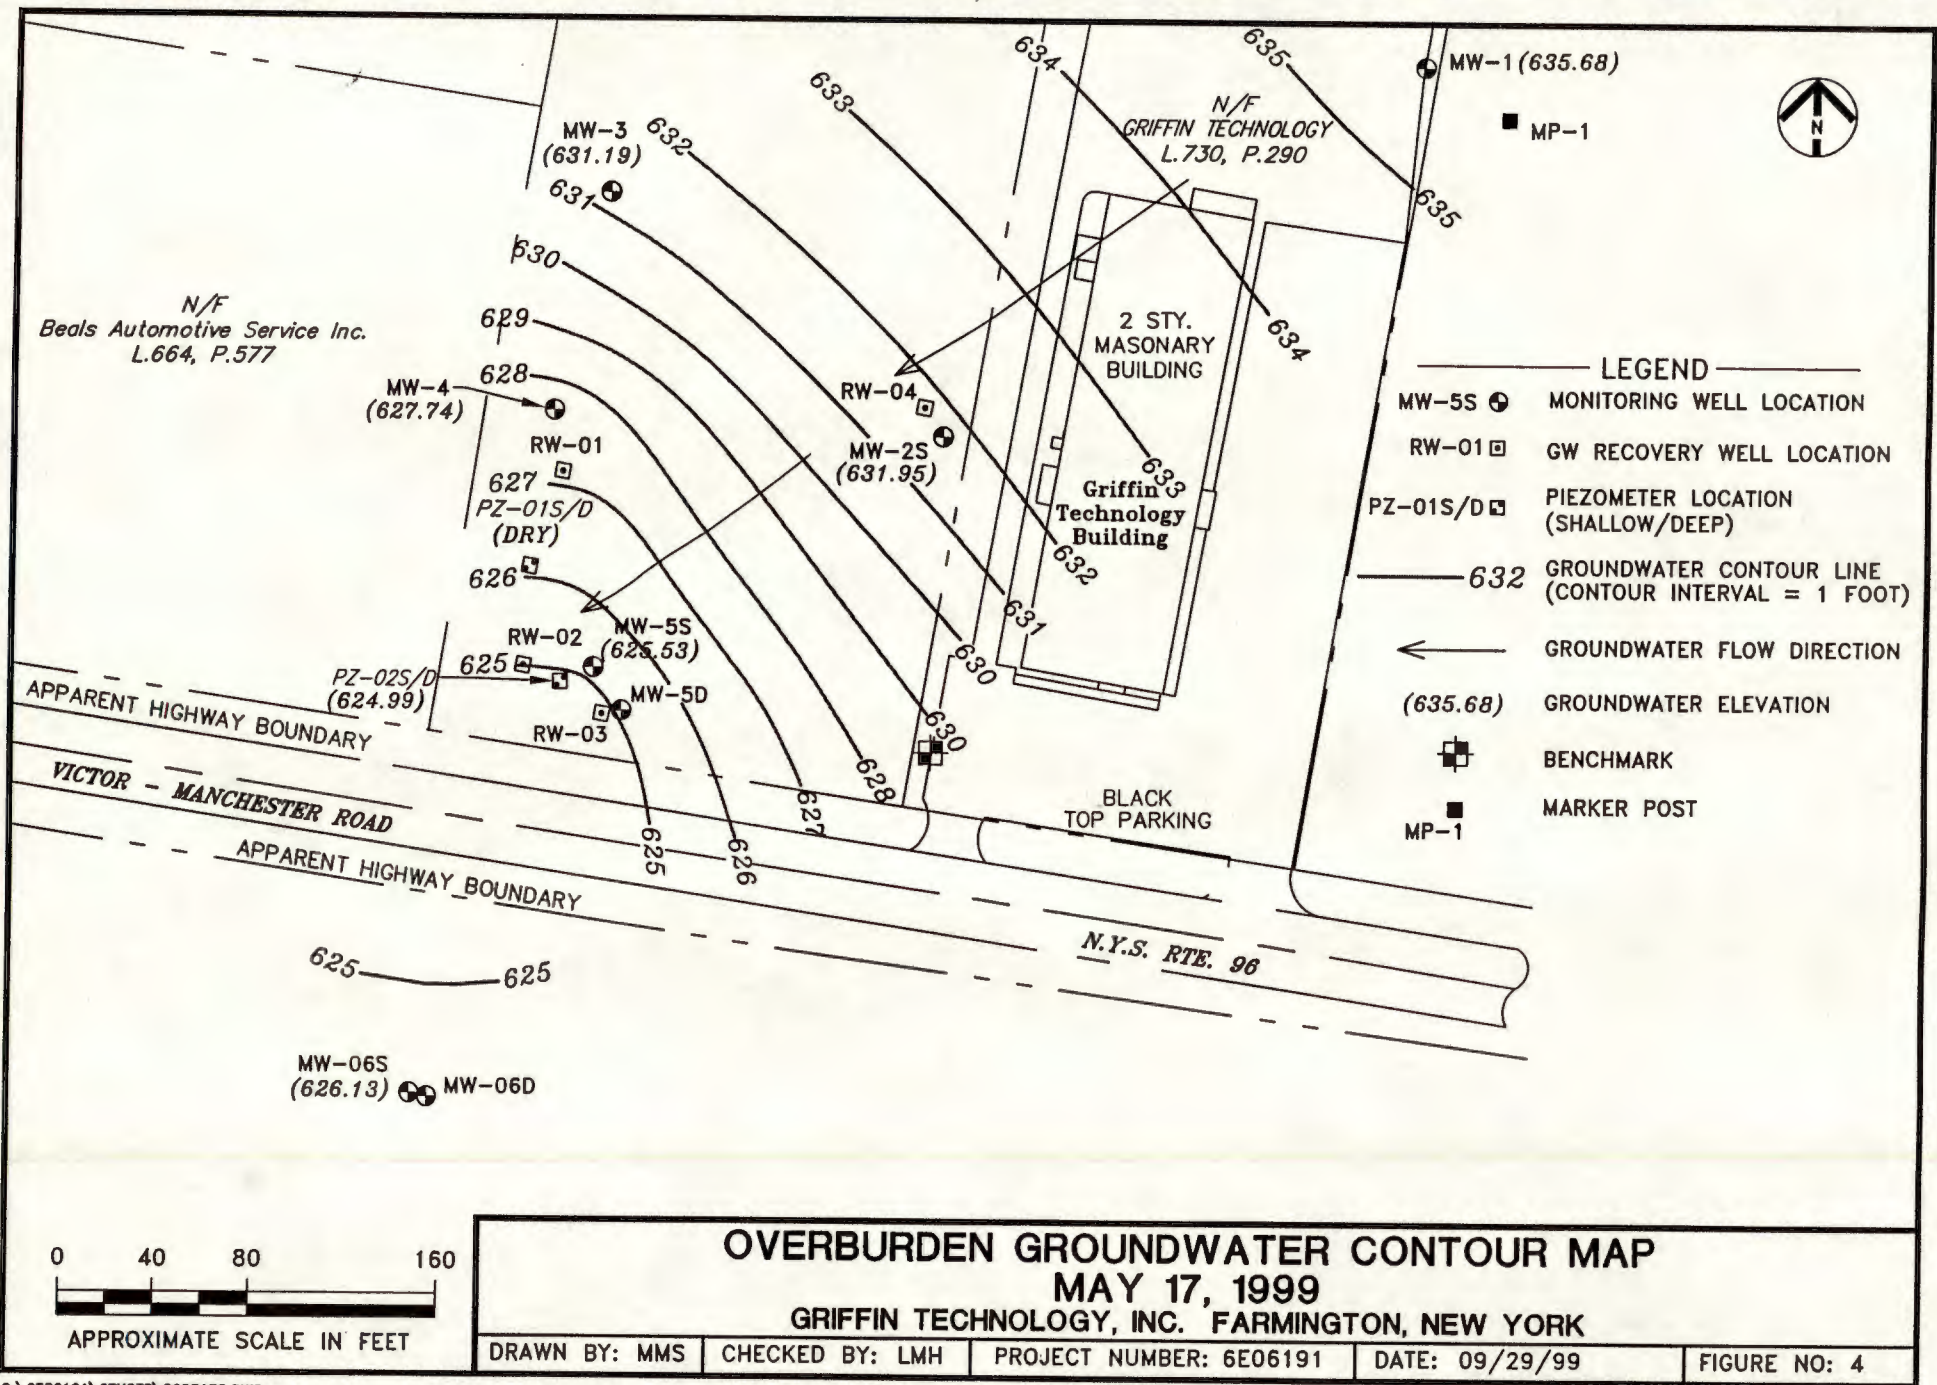 634
635
MW-1 (635.68)
633
N/F
GRIFFIN TECHNOLOGY
L.730, P.290
MP-1
N
MW-3
(631.19)
632
631
635
630
N/F
Beals Automotive Service Inc.
L.664, P.577
629
2 STY.
MASONARY
BUILDING
634
628
MW-4
(627.74)
RW-04
LEGEND
MW-5S
MONITORING WELL LOCATION
RW-01
MW-2S
(631.95)
RW-01
GW RECOVERY WELL LOCATION
627
PZ-01S/D
(DRY)
633
Griffin
Technology
Building
PZ-01S/D
PIEZOMETER LOCATION
(SHALLOW/DEEP)
626
632
632
GROUNDWATER CONTOUR LINE
(CONTOUR INTERVAL = 1 FOOT)
631
RW-02
MW-5S
(625.53)
630
GROUNDWATER FLOW DIRECTION
625
PZ-02S/D
(624.99)
MW-5D
RW-03
(635.68)
GROUNDWATER ELEVATION
APPARENT HIGHWAY BOUNDARY
630
BENCHMARK
VICTOR - MANCHESTER ROAD
628
627
BLACK
TOP PARKING
MP-1
MARKER POST
APPARENT HIGHWAY BOUNDARY
625
626
N.Y.S. RTE. 96
625
625
MW-06S
(626.13)
MW-06D
0 40 80 160
APPROXIMATE SCALE IN FEET
OVERBURDEN GROUNDWATER CONTOUR MAP
MAY 17, 1999
GRIFFIN TECHNOLOGY, INC. FARMINGTON, NEW YORK
DRAWN BY: MMS
CHECKED BY: LMH
PROJECT NUMBER: 6E06191
DATE: 09/29/99
FIGURE NO: 4